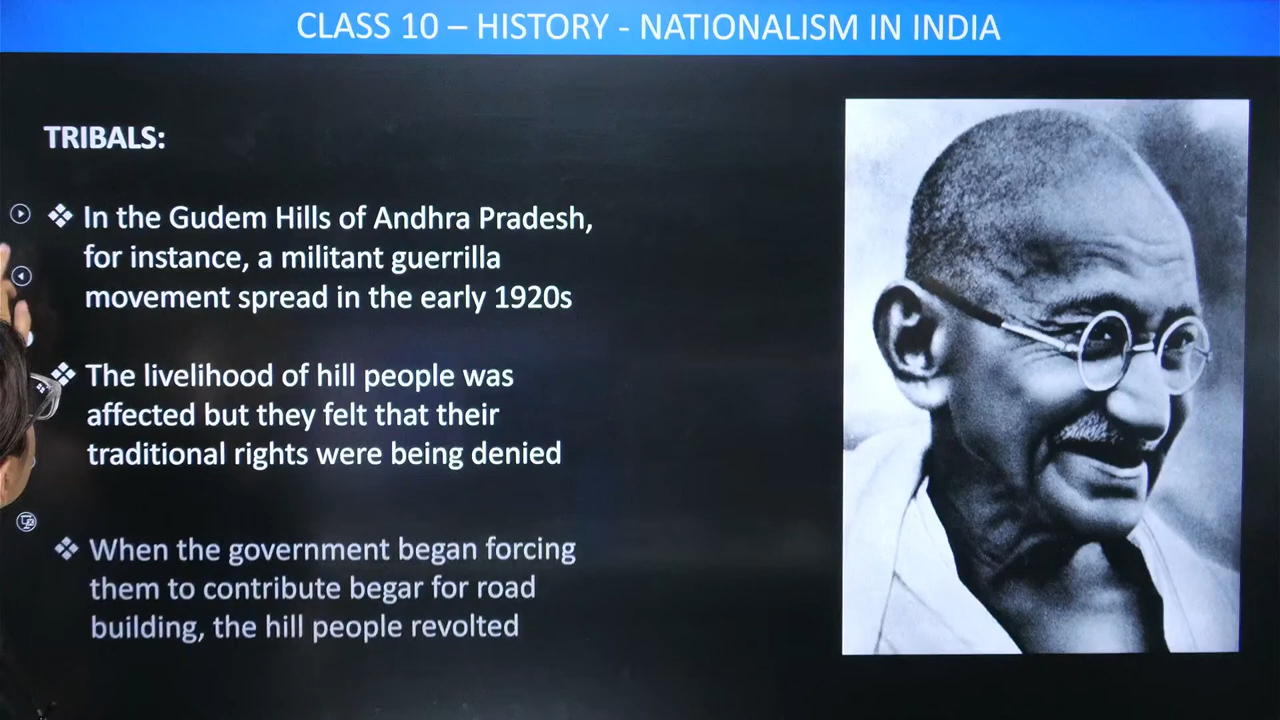 CLASS 10 – HISTORY - NATIONALISM IN INDIA
TRIBALS:
❖ In the Gudem Hills of Andhra Pradesh,
for instance, a militant guerrilla
movement spread in the early 1920s
❖ The livelihood of hill people was
affected but they felt that their
traditional rights were being denied
❖ When the government began forcing
them to contribute begar for road
building, the hill people revolted